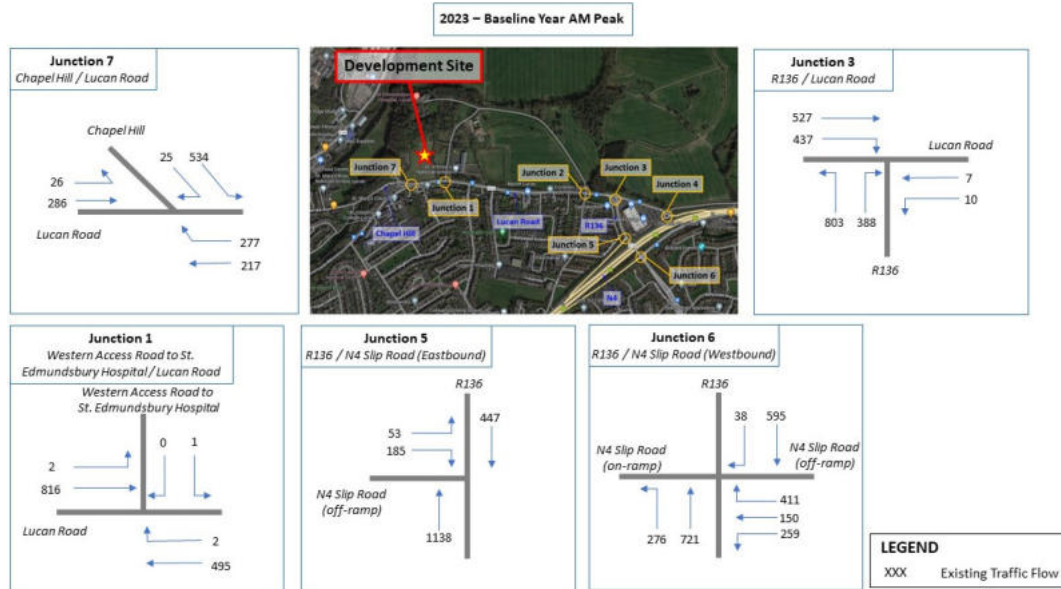 2023 – Baseline Year AM Peak
Junction 7
Chapel Hill / Lucan Road
Chapel Hill
25
534
26
286
Lucan Road
277
217
Development Site
Junction 7
Junction 1
Junction 2
Junction 3
Junction 4
Junction 5
Junction 6
Chapel Hill
Lucan Road
R136
N4
Junction 3
R136 / Lucan Road
527
437
Lucan Road
7
10
803
388
R136
Junction 1
Western Access Road to St.
Edmundsbury Hospital/Lucan Road
Western Access Road to
St. Edmundsbury Hospital
0
1
2
816
Lucan Road
2
495
Junction 5
R136 / N4 Slip Road (Eastbound)
R136
53
447
185
N4 Slip Road
(off-ramp)
1138
Junction 6
R136 / N4 Slip Road (Westbound)
R136
38
595
N4 Slip Road
(on-ramp)
N4 Slip Road
(off-ramp)
411
150
259
276
721
LEGEND
XXX Existing Traffic Flow